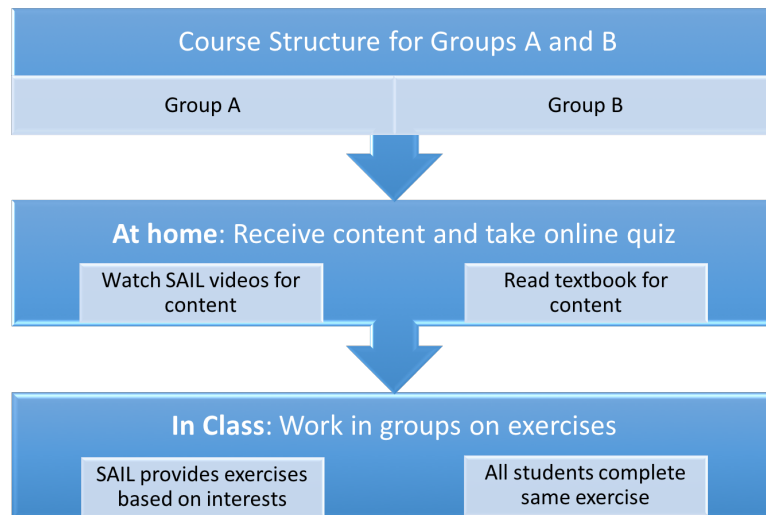 Course Structure for Groups A and B
Group A
Group B
At home: Receive content and take online quiz
Watch SAIL videos for
content
Read textbook for
content
In Class: Work in groups on exercises
SAIL provides exercises
based on interests
All students complete
same exercise